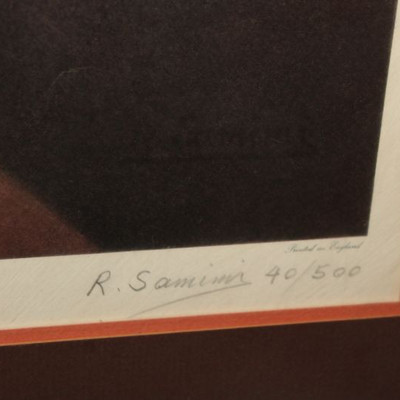 Printed in England
R. Samimi 40/500